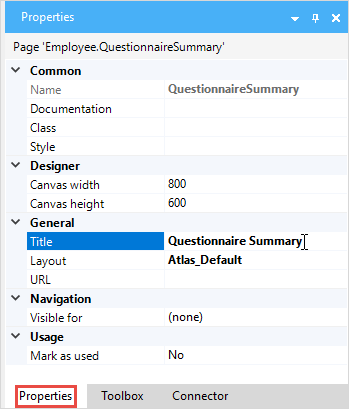 Properties
Page 'Employee.QuestionnaireSummary'
Common
Name QuestionnaireSummary
Documentation
Class
Style
Designer
Canvas width 800
Canvas height 600
General
Title Questionnaire Summary
Layout Atlas_Default
URL
Navigation
Visible for (none)
Usage
Mark as used No
Properties Toolbox Connector